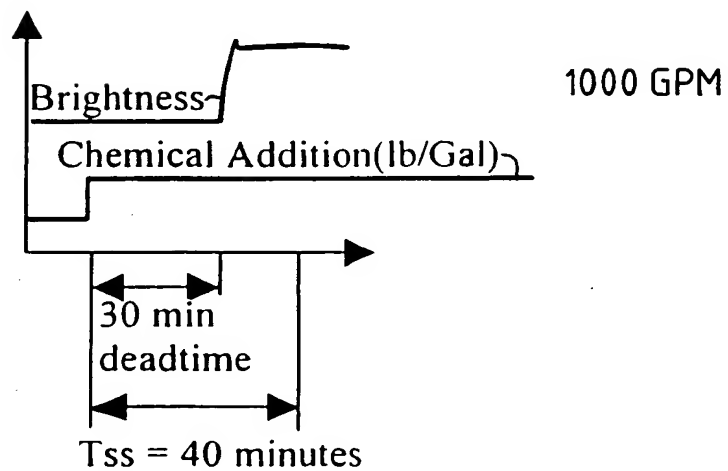 1000 GPM
Brightness
Chemical Addition(lb/Gal)
30 min
deadtime
Tss = 40 minutes